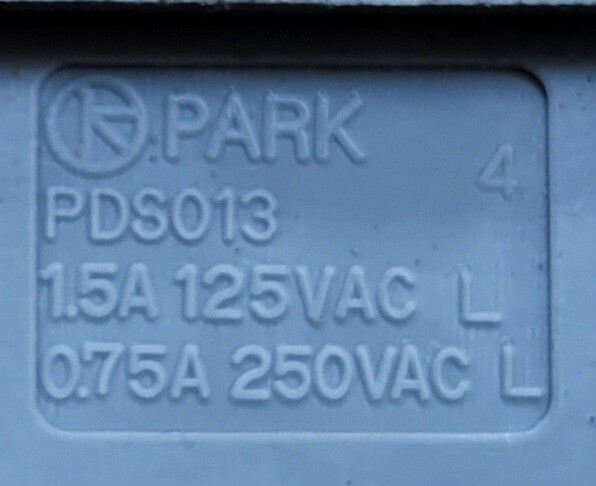 K.PARK
4
PDS013
1.5A 125VAC L
0.75A 250VAC L